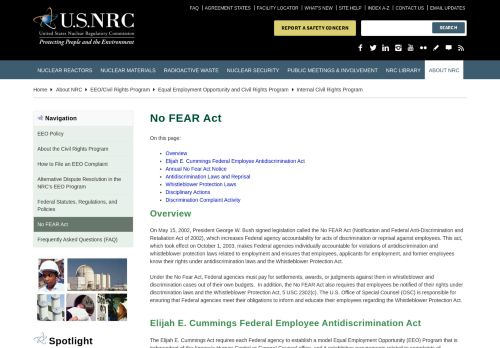 FAQ | AGREEMENT STATES | FACILITY LOCATOR | WHAT'S NEW | SITE HELP | INDEX A-Z | CONTACT US | EMAIL UPDATES
U.S.NRC
United States Nuclear Regulatory Commission
Protecting People and the Environment
REPORT A SAFETY CONCERN
SEARCH
NUCLEAR REACTORS
NUCLEAR MATERIALS
RADIOACTIVE WASTE
NUCLEAR SECURITY
PUBLIC MEETINGS & INVOLVEMENT
NRC LIBRARY
ABOUT NRC
Home
About NRC
EEO/Civil Rights Program
Equal Employment Opportunity and Civil Rights Program
Internal Civil Rights Program
Navigation
EEO Policy
About the Civil Rights Program
How to File an EEO Complaint
Alternative Dispute Resolution in the
NRC's EEO Program
Federal Statutes, Regulations, and
Policies
No FEAR Act
Frequently Asked Questions (FAQ)
Spotlight
No FEAR Act
On this page:
Overview
Elijah E. Cummings Federal Employee Antidiscrimination Act
Annual No Fear Act Notice
Antidiscrimination Laws and Reprisal
Whistleblower Protection Laws
Disciplinary Actions
Discrimination Complaint Activity
Overview
On May 15, 2002, President George W. Bush signed legislation called the No FEAR Act (Notification and Federal Anti-Discrimination and
Retaliation Act of 2002), which increases Federal agency accountability for acts of discrimination or reprisal against employees. This act,
which took effect on October 1, 2003, makes Federal agencies individually accountable for violations of antidiscrimination and
whistleblower protection laws related to employment and ensures that employees, applicants for employment, and former employees
know their rights under antidiscrimination laws and the Whistleblower Protection Act.
Under the No Fear Act, Federal agencies must pay for settlements, awards, or judgments against them in whistleblower and
discrimination cases out of their own budgets. In addition, the No FEAR Act also requires that employees be notified of their rights under
discrimination laws and the Whistleblower Protection Act, 5 USC 2302(c). The U.S. Office of Special Counsel (OSC) is responsible for
ensuring that Federal agencies meet their obligations to inform and educate their employees regarding the Whistleblower Protection Act.
Elijah E. Cummings Federal Employee Antidiscrimination Act
The Elijah E. Cummings Act requires each Federal agency to establish a model Equal Employment Opportunity (EEO) Program that is